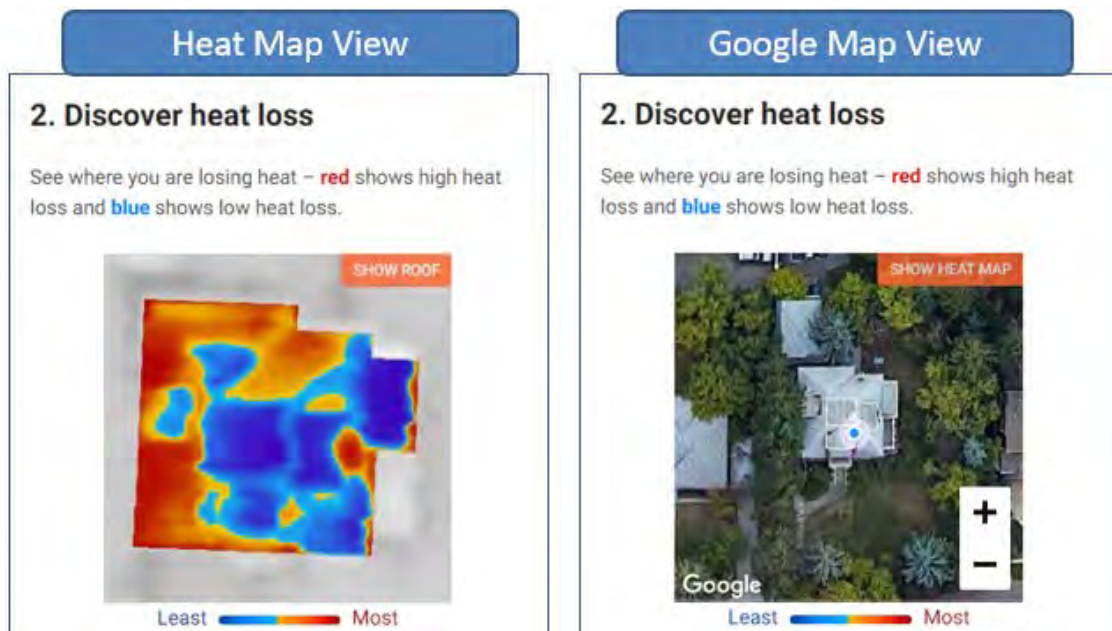 Heat Map View
2. Discover heat loss
See where you are losing heat – red shows high heat
loss and blue shows low heat loss.
SHOW ROOF
Least Most
Google Map View
2. Discover heat loss
See where you are losing heat – red shows high heat
loss and blue shows low heat loss.
SHOW HEAT MAP
+
−
Google
Least Most